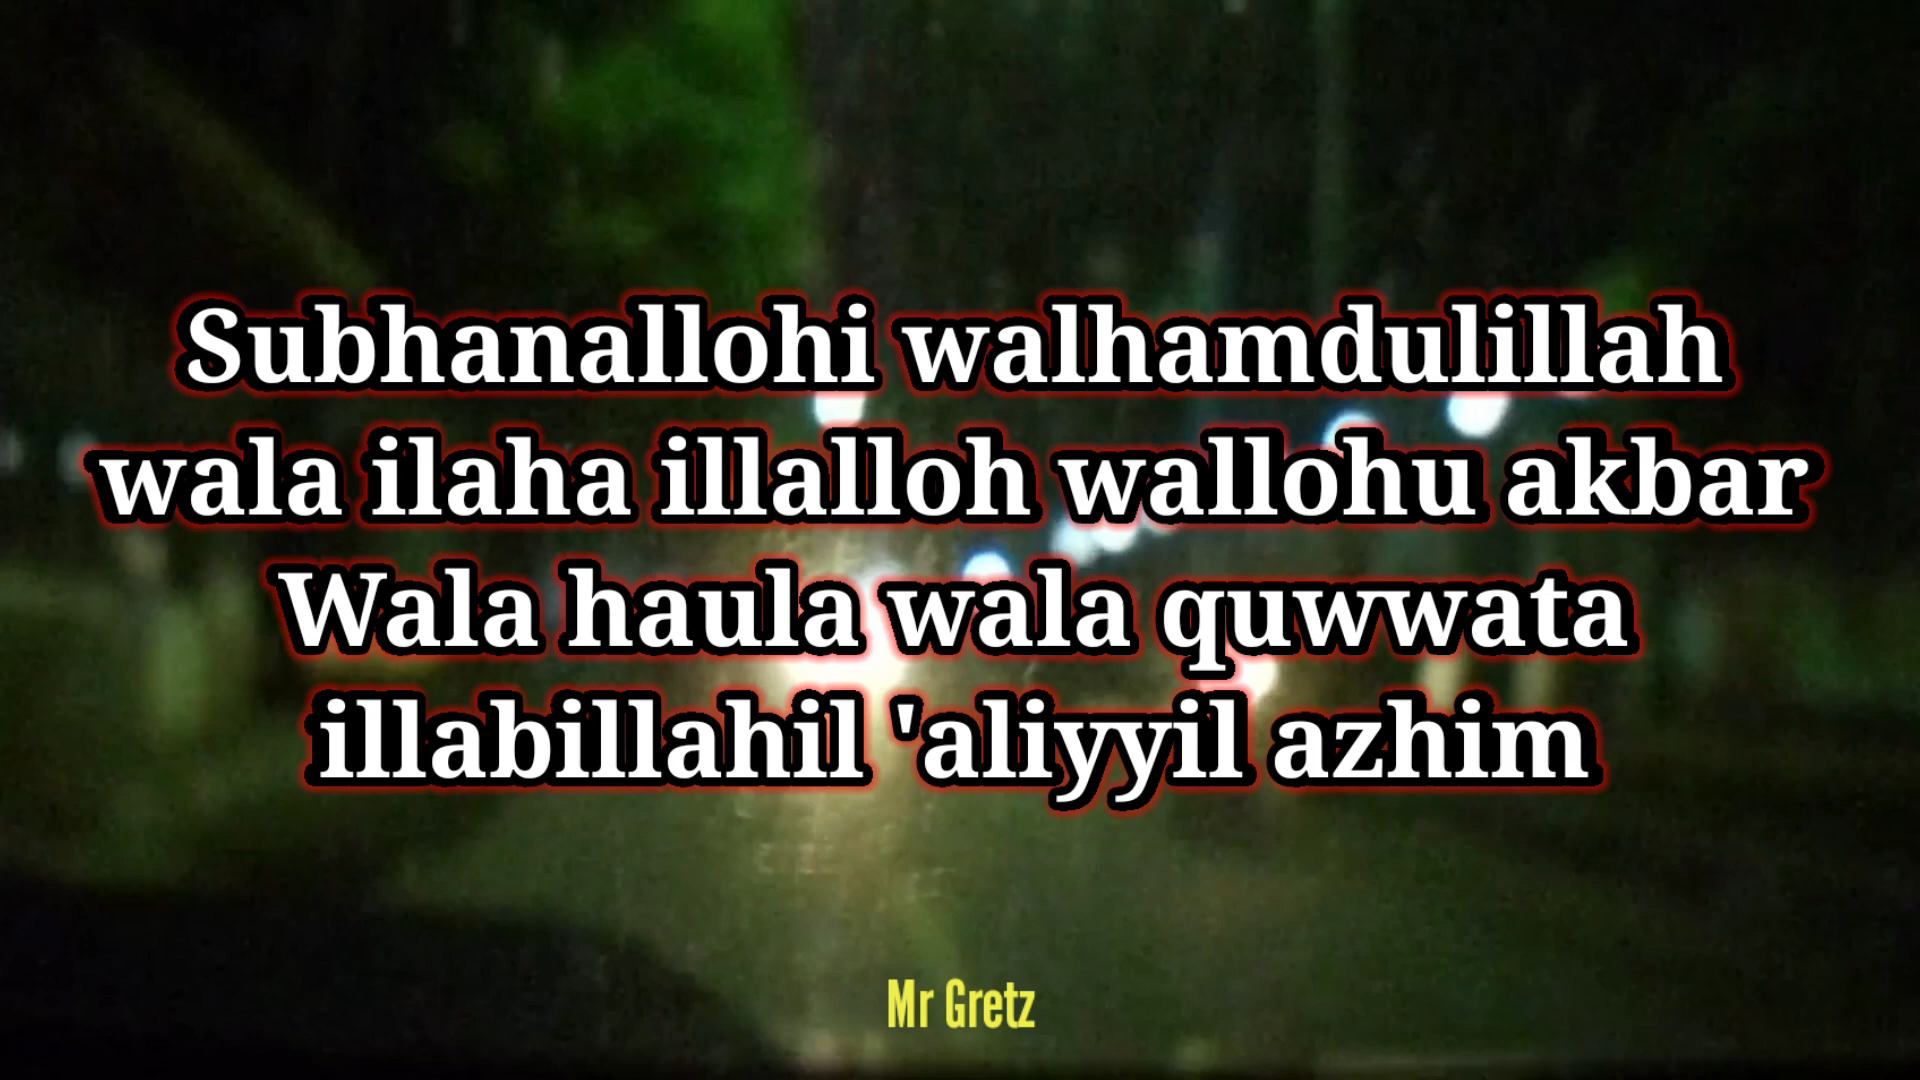 Subhanallohi walhamdulillah
wala ilaha illalloh wallohu akbar
Wala haula wala quwwata
illabillahil 'aliyyil azhim
Mr Gretz